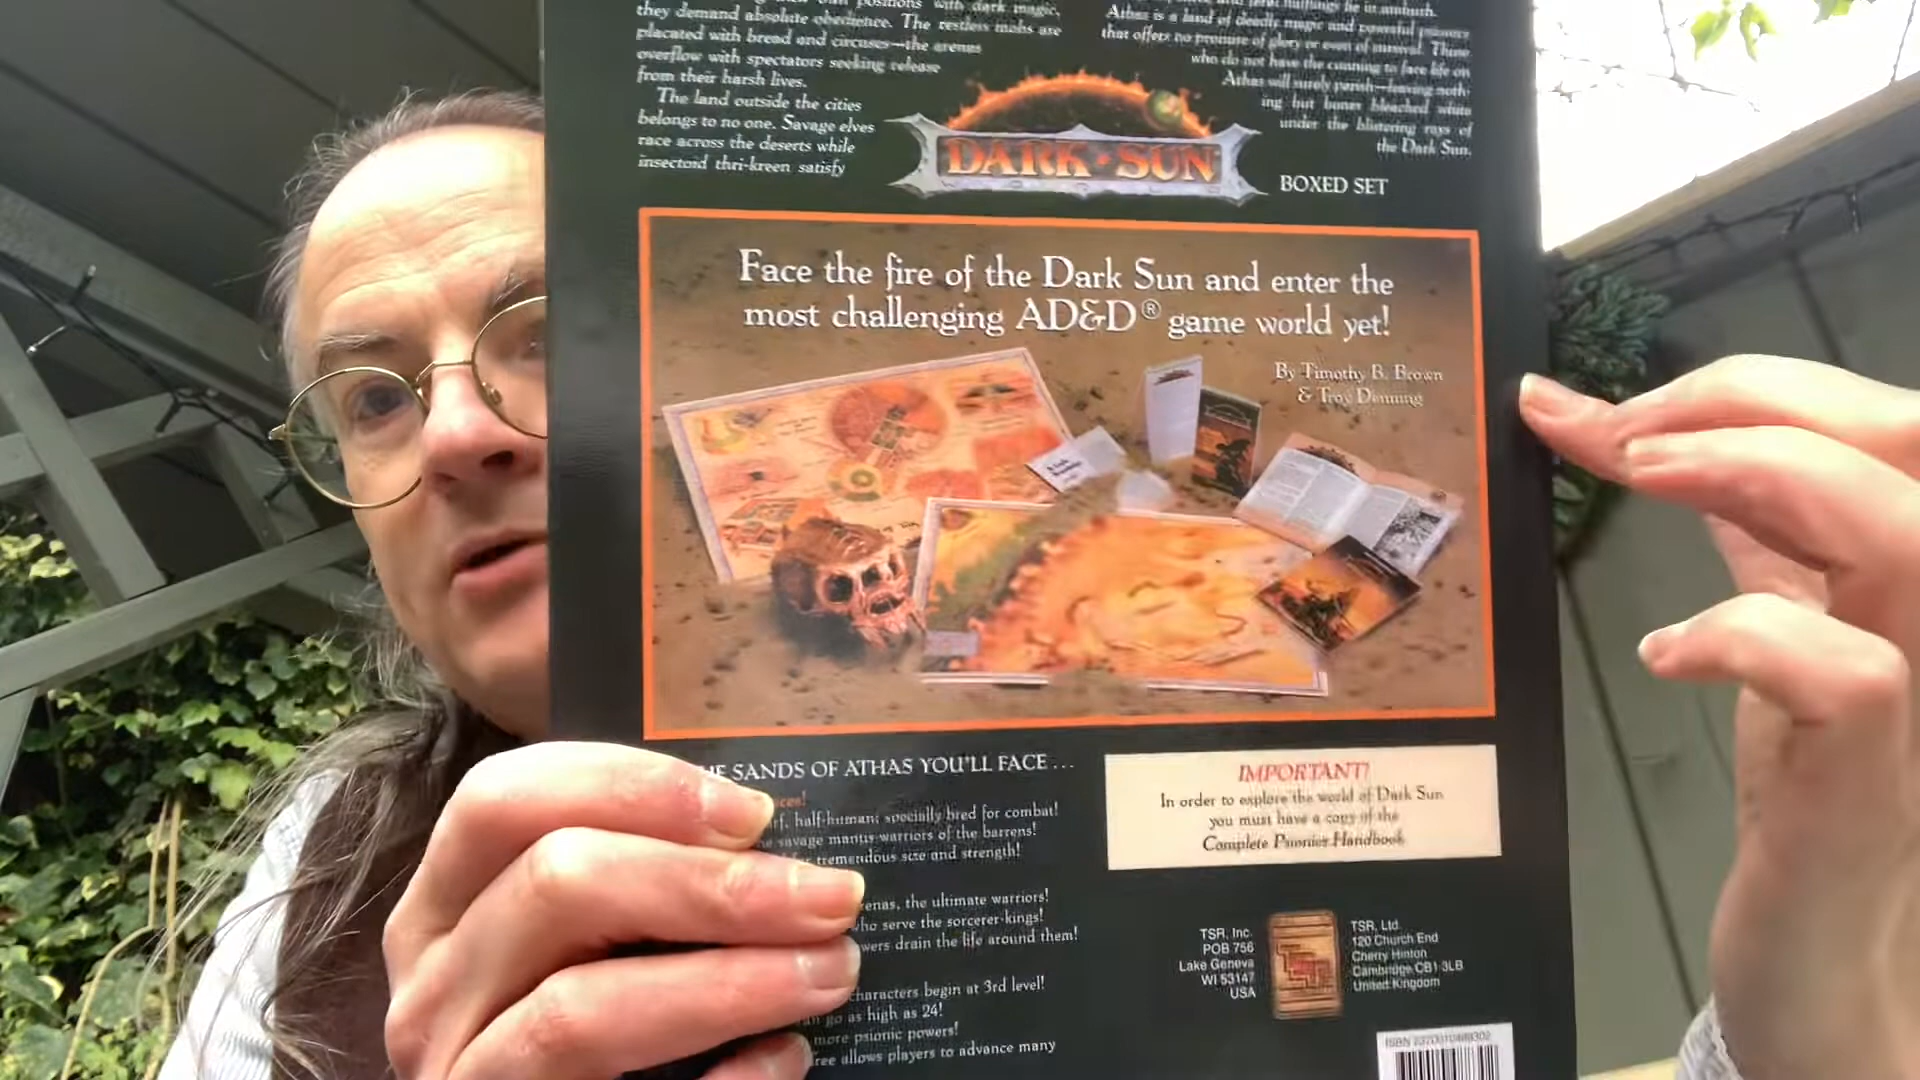 positions with dark magic,
they demand absolute obedience. The restless mobs are
placated with bread and circuses—the arenas
overflow with spectators seeking release
from their harsh lives.
The land outside the cities
belongs to no one. Savage elves
race across the deserts while
insectoid thri-kreen satisfy
halflings lie in ambush.
Athas is a land of deadly magic and powerful psionics
that offers no promise of glory or even of survival. Those
who do not have the cunning to face life on
Athas will surely perish—leaving noth-
ing but bones bleached white
under the blistering rays of
the Dark Sun.
DARK SUN
BOXED SET
Face the fire of the Dark Sun and enter the
most challenging AD&D® game world yet!
By Timothy B. Brown
& Troy Denning
SANDS OF ATHAS YOU'LL FACE ...
half-human; specially bred for combat!
savage mantis warriors of the barrens!
tremendous size and strength!
the ultimate warriors!
who serve the sorcerer-kings!
drain the life around them!
characters begin at 3rd level!
go as high as 24!
more psionic powers!
allows players to advance many
IMPORTANT!
In order to explore the world of Dark Sun
you must have a copy of the
Complete Psionics Handbook
TSR, Inc.
POB 756
Lake Geneva
WI 53147
USA
TSR, Ltd.
120 Church End
Cherry Hinton
Cambridge CB1 3LB
United Kingdom
ISBN